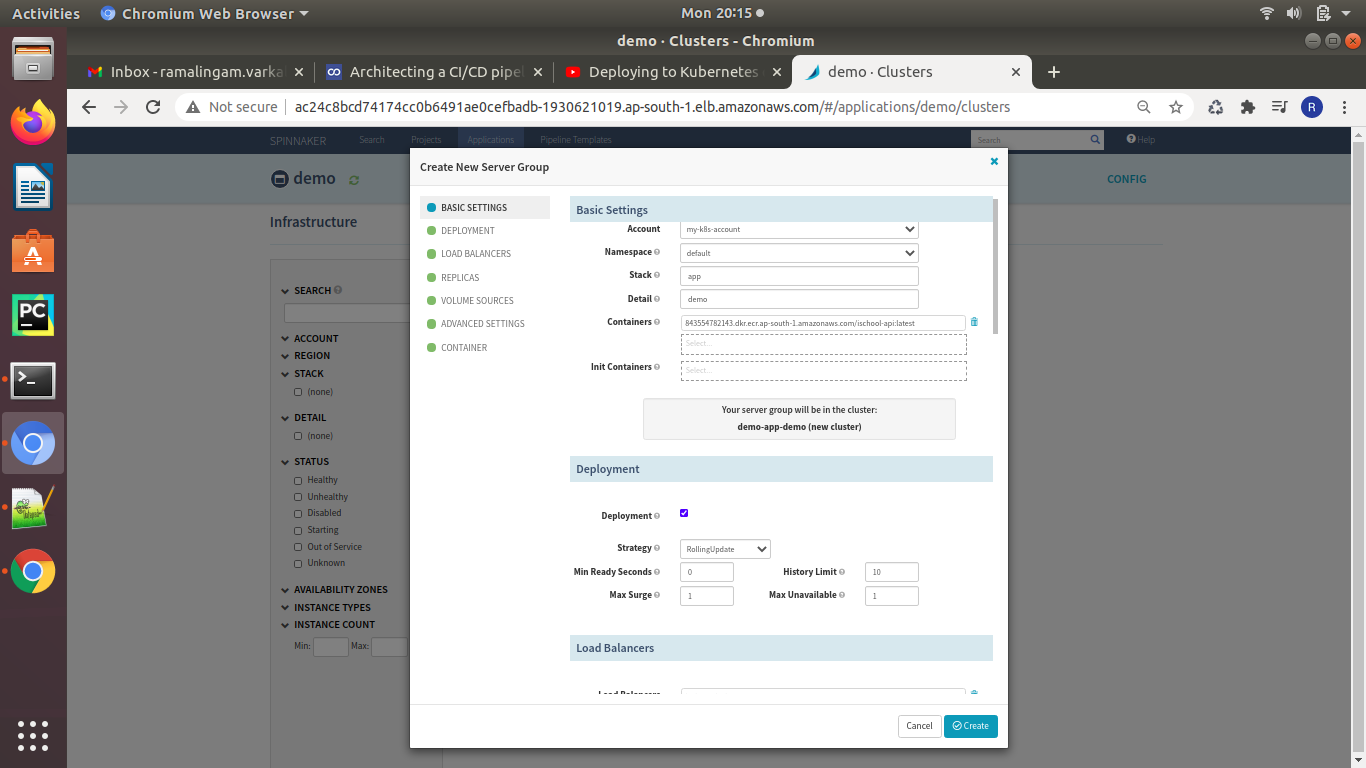 Activities Chromium Web Browser Mon 20:15
demo · Clusters - Chromium
Inbox - ramalingam.varka Architecting a CI/CD pipel Deploying to Kubernetes demo · Clusters
Not secure ac24c8bcd74174cc0b6491ae0cefbadb-1930621019.ap-south-1.elb.amazonaws.com/#/applications/demo/clusters R
SPINNAKER Search Projects Applications Pipeline Templates Search Help
demo CONFIG
Infrastructure
SEARCH
ACCOUNT
REGION
STACK
(none)
DETAIL
(none)
STATUS
Healthy
Unhealthy
Disabled
Starting
Out of Service
Unknown
AVAILABILITY ZONES
INSTANCE TYPES
INSTANCE COUNT
Min: Max:
Create New Server Group
BASIC SETTINGS
DEPLOYMENT
LOAD BALANCERS
REPLICAS
VOLUME SOURCES
ADVANCED SETTINGS
CONTAINER
Basic Settings
Account my-k8s-account
Namespace default
Stack app
Detail demo
Containers 843554782143.dkr.ecr.ap-south-1.amazonaws.com/ischool-api:latest
Select...
Init Containers Select...
Your server group will be in the cluster:
demo-app-demo (new cluster)
Deployment
Deployment
Strategy RollingUpdate
Min Ready Seconds 0 History Limit 10
Max Surge 1 Max Unavailable 1
Load Balancers
Load Balancers
Cancel Create